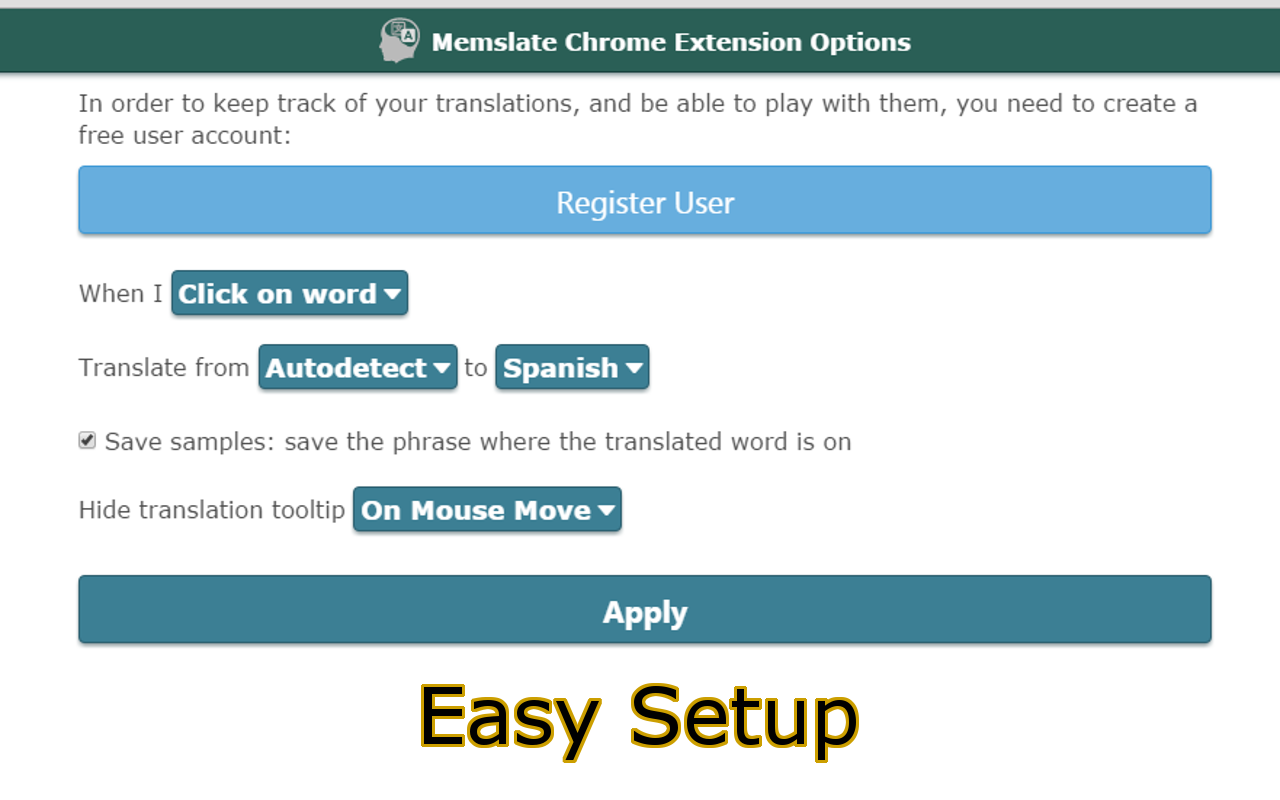 Memslate Chrome Extension Options
In order to keep track of your translations, and be able to play with them, you need to create a
free user account:
Register User
When I Click on word
Translate from Autodetect to Spanish
Save samples: save the phrase where the translated word is on
Hide translation tooltip On Mouse Move
Apply
Easy Setup